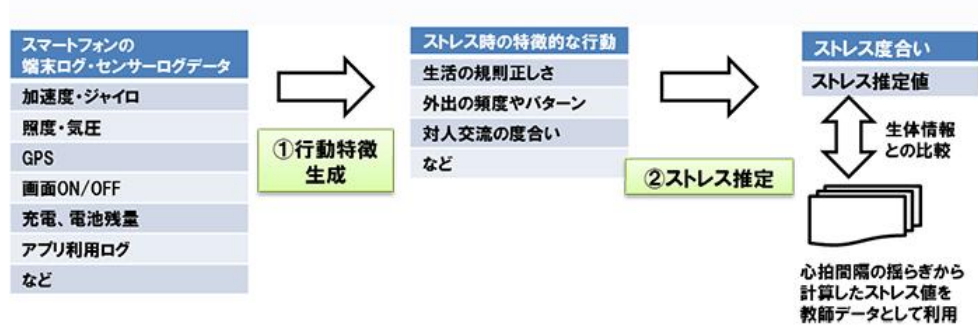 スマートフォンの
端末ログ・センサーログデータ
加速度・ジャイロ
照度・気圧
GPS
画面ON/OFF
充電、電池残量
アプリ利用ログ
など
①行動特徴
生成
ストレス時の特徴的な行動
生活の規則正しさ
外出の頻度やパターン
対人交流の度合い
など
②ストレス推定
ストレス度合い
ストレス推定値
生体情報
との比較
心拍間隔の揺らぎから
計算したストレス値を
教師データとして利用